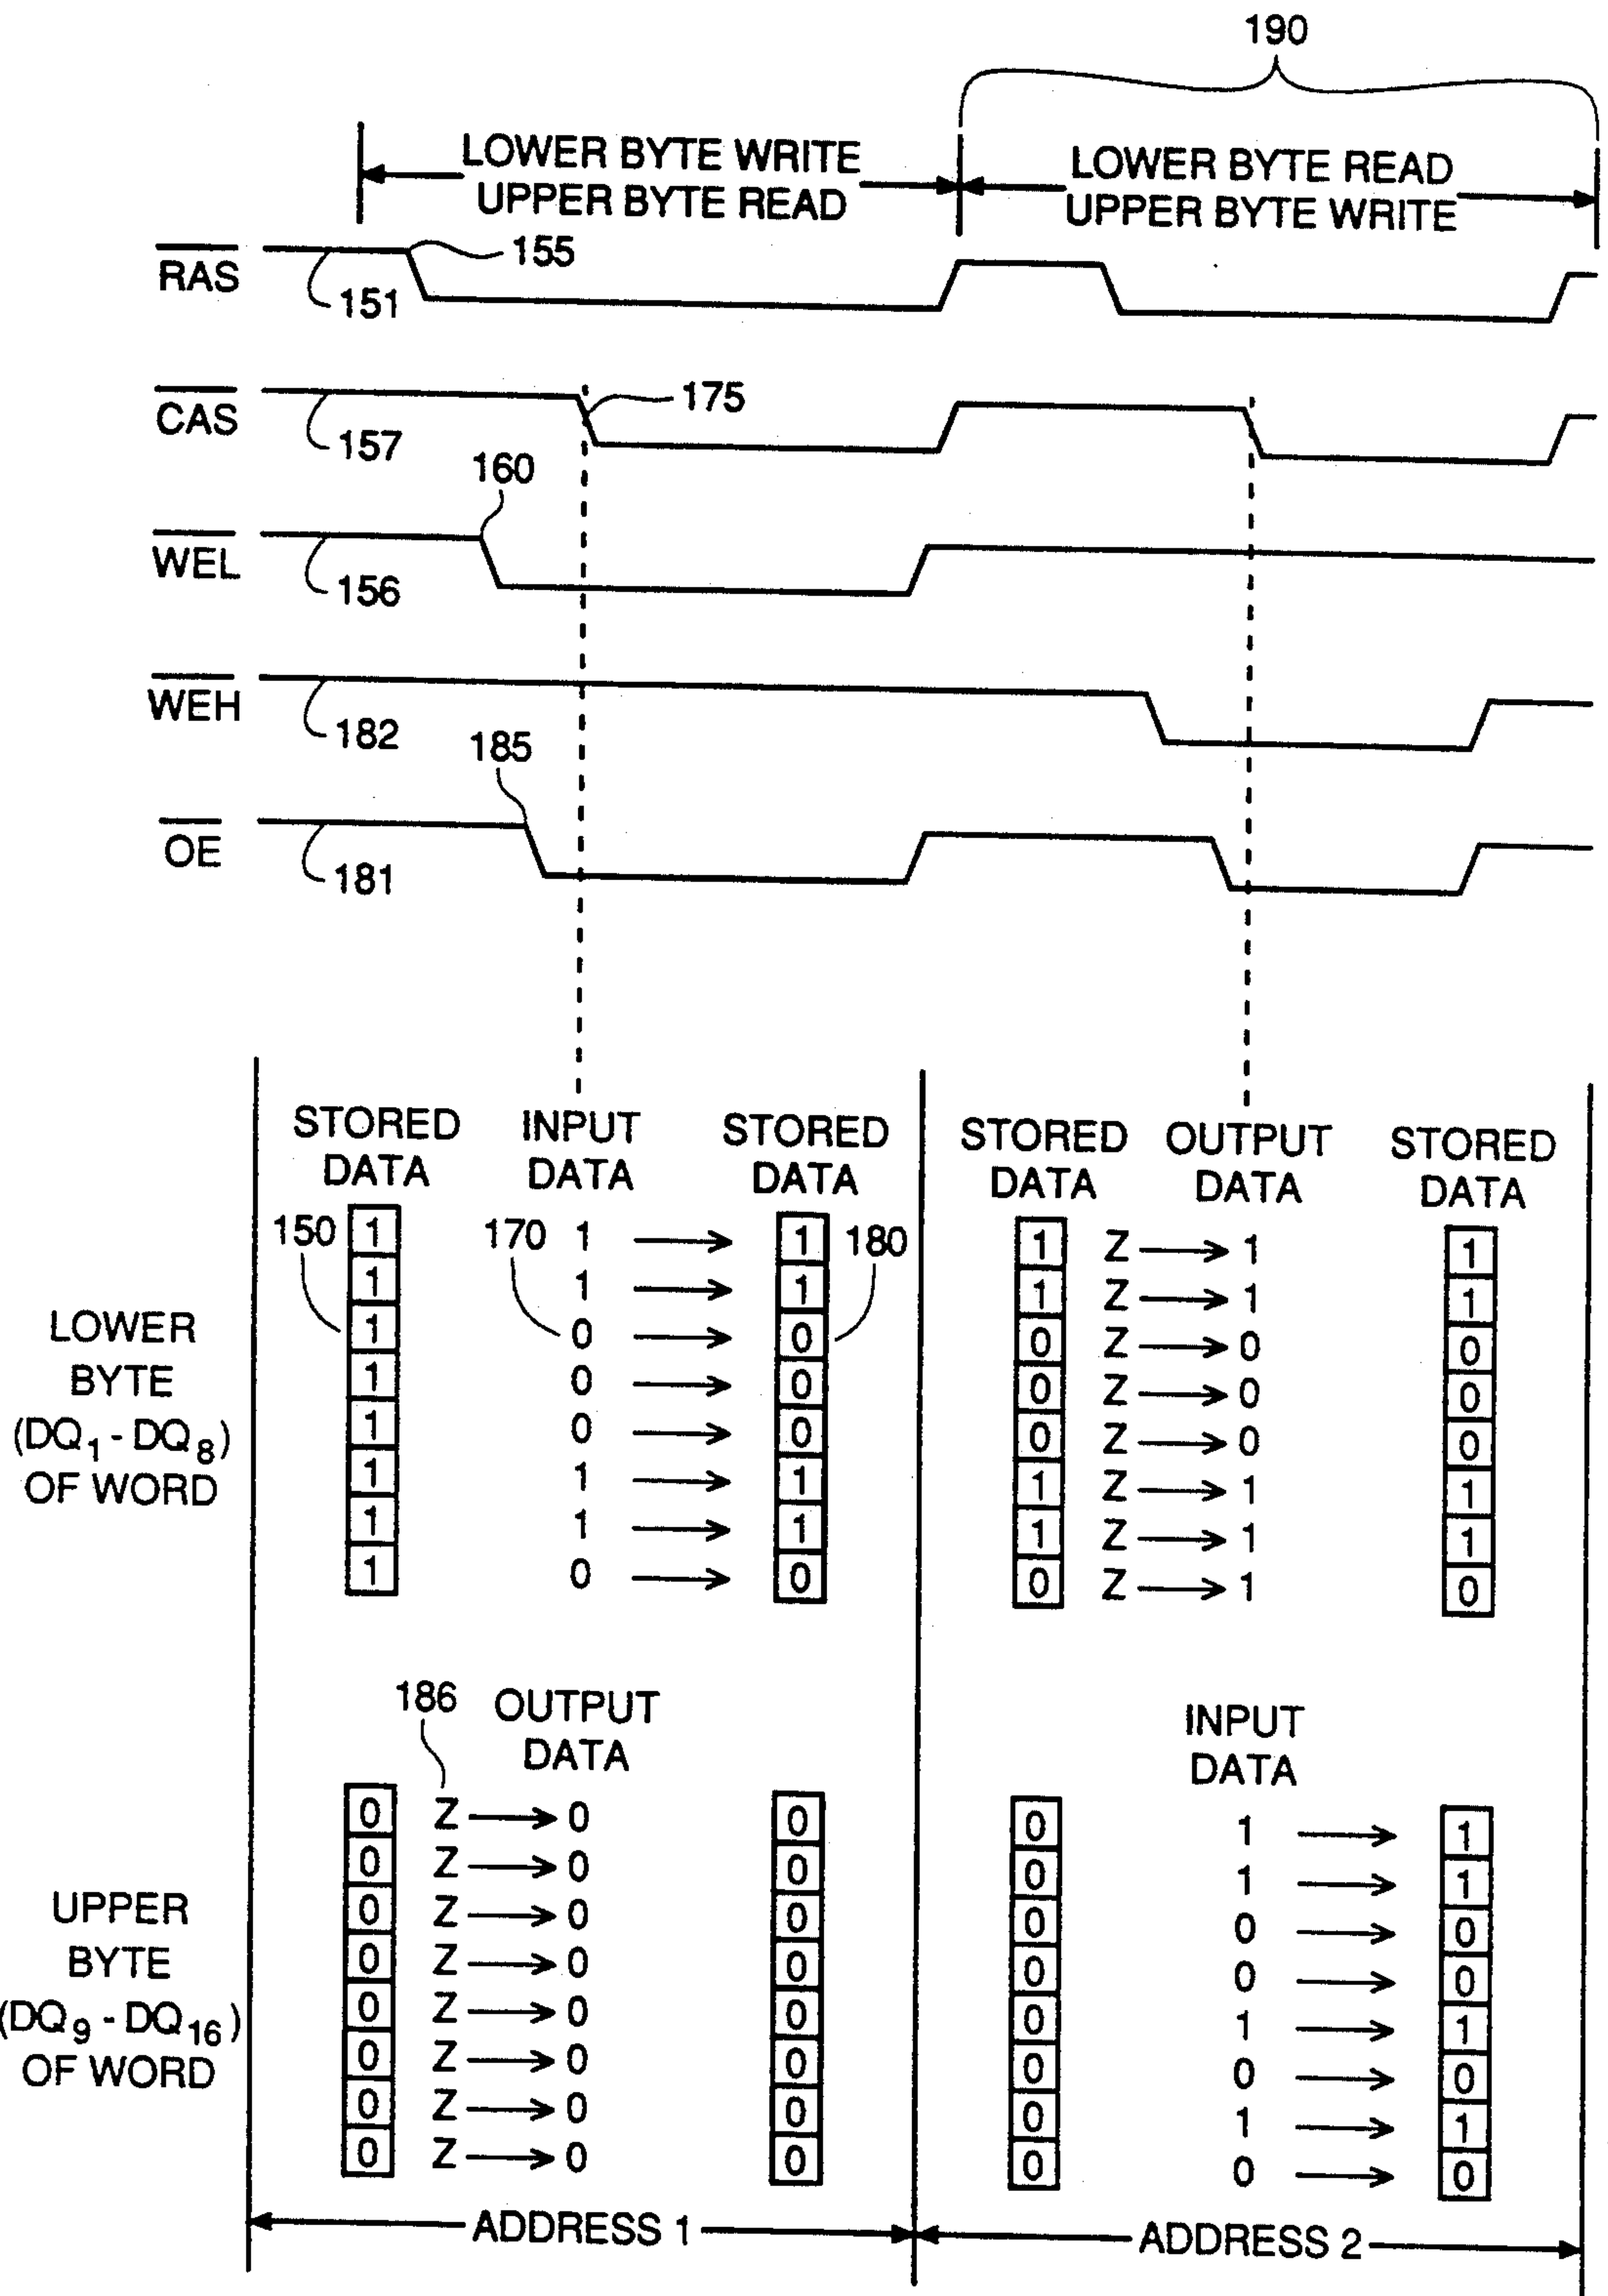 190
LOWER BYTE WRITE
UPPER BYTE READ
LOWER BYTE READ
UPPER BYTE WRITE
RAS
151
155
CAS
157
175
WEL
156
160
WEH
182
OE
181
185
STORED DATA INPUT DATA STORED DATA STORED DATA OUTPUT DATA STORED DATA
150 170 180
LOWER
BYTE
(DQ1 - DQ8)
OF WORD
1 1 1 1 Z 1 1
1 1 1 1 Z 1 1
1 0 0 0 Z 0 0
1 0 0 0 Z 0 0
1 0 0 0 Z 0 0
1 1 1 1 Z 1 1
1 1 1 1 Z 1 1
1 0 0 0 Z 1 0
186 OUTPUT DATA INPUT DATA
UPPER
BYTE
(DQ9 - DQ16)
OF WORD
0 Z 0 0 0 1 1
0 Z 0 0 0 1 1
0 Z 0 0 0 0 0
0 Z 0 0 0 0 0
0 Z 0 0 0 1 1
0 Z 0 0 0 0 0
0 Z 0 0 0 1 1
0 Z 0 0 0 0 0
ADDRESS 1 ADDRESS 2